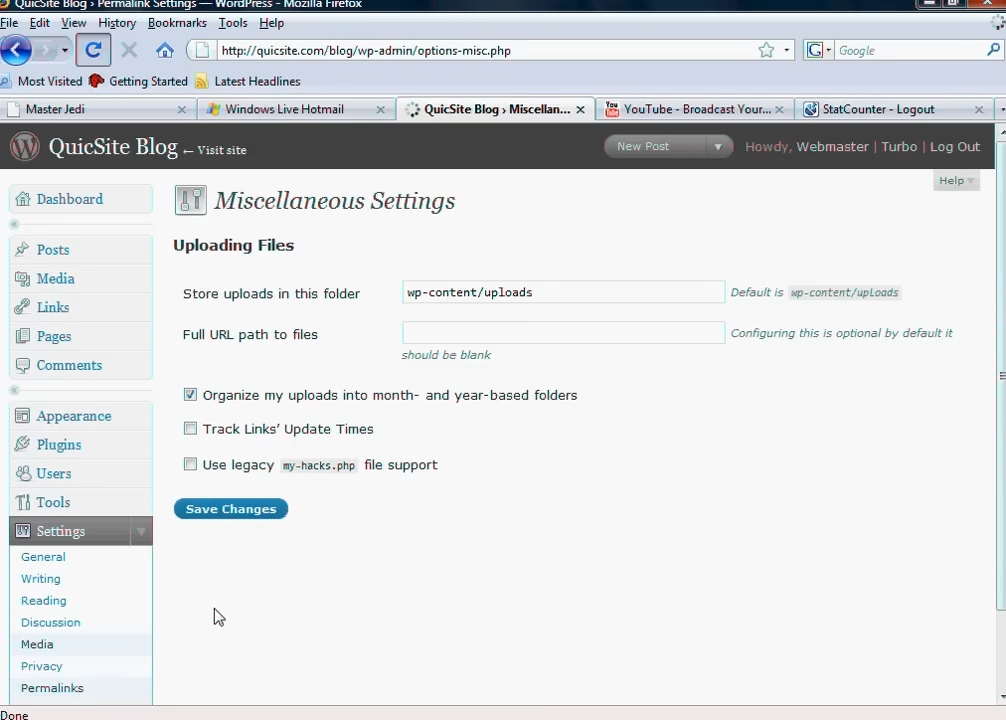 QuicSite Blog › Permalink Settings — WordPress - Mozilla Firefox
File Edit View History Bookmarks Tools Help
http://quicsite.com/blog/wp-admin/options-misc.php
G Google
Most Visited Getting Started Latest Headlines
Master Jedi Windows Live Hotmail QuicSite Blog › Miscellan... YouTube - Broadcast Your... StatCounter - Logout
QuicSite Blog ← Visit site New Post Howdy, Webmaster | Turbo | Log Out
Help
Miscellaneous Settings
Dashboard
Uploading Files
Posts
Media
Links
Pages
Comments
Store uploads in this folder wp-content/uploads Default is wp-content/uploads
Full URL path to files Configuring this is optional by default it
should be blank
Organize my uploads into month- and year-based folders
Track Links’ Update Times
Use legacy my-hacks.php file support
Save Changes
Appearance
Plugins
Users
Tools
Settings
General
Writing
Reading
Discussion
Media
Privacy
Permalinks
Done